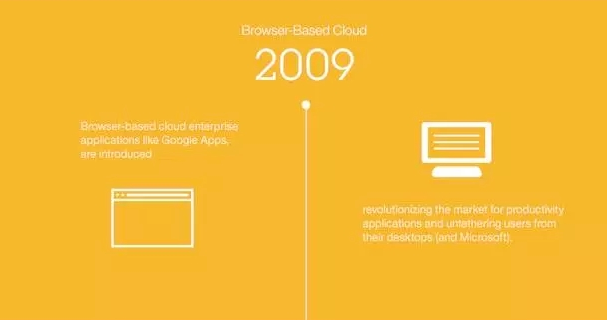 Browser-Based Cloud
2009
Browser-based cloud enterprise
applications like Google Apps,
are introduced
revolutionizing the market for productivity
applications and untethering users from
their desktops (and Microsoft).